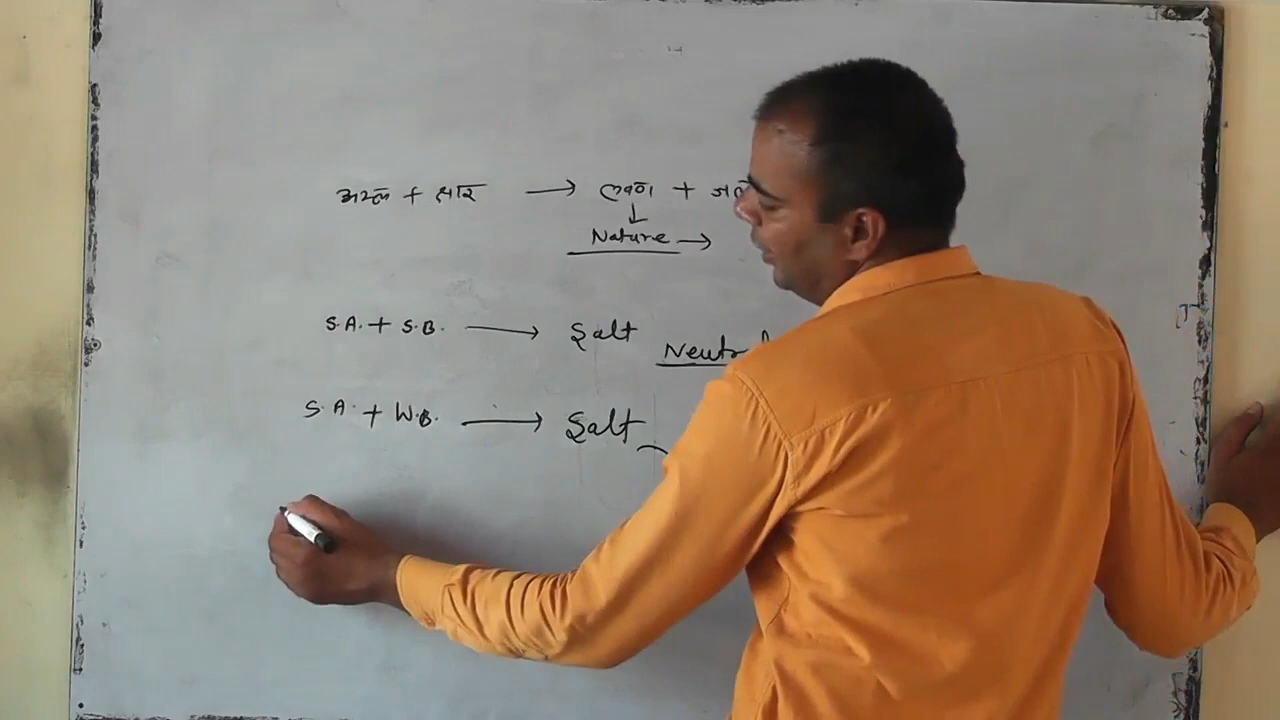 अम्ल + क्षार → लवण +
↓
Nature →
S.A. + S.B. → Salt
S.A. + W.B. → Salt